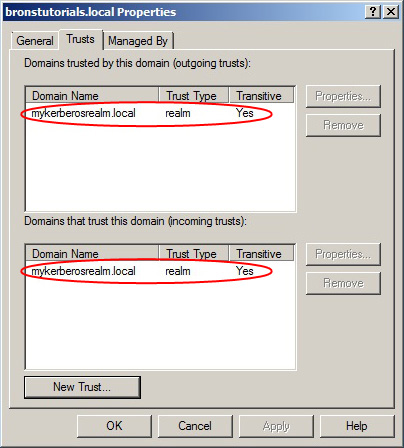 bronstutorials.local Properties
General Trusts Managed By
Domains trusted by this domain (outgoing trusts):
Domain Name Trust Type Transitive
mykerberosrealm.local realm Yes
Properties...
Remove
Domains that trust this domain (incoming trusts):
Domain Name Trust Type Transitive
mykerberosrealm.local realm Yes
Properties...
Remove
New Trust...
OK Cancel Apply Help